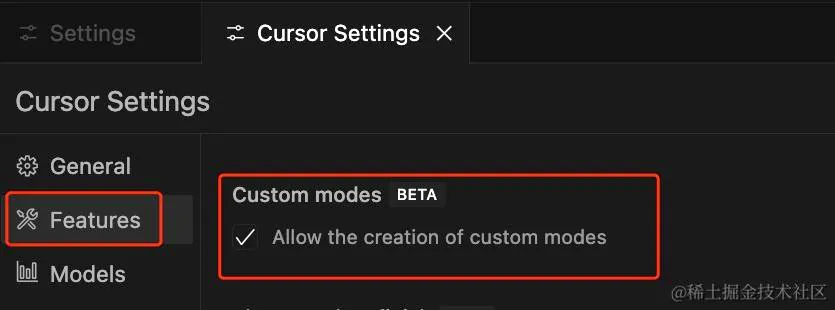 Settings
Cursor Settings
Cursor Settings
General
Features
Models
Custom modes BETA
Allow the creation of custom modes
@稀土掘金技术社区